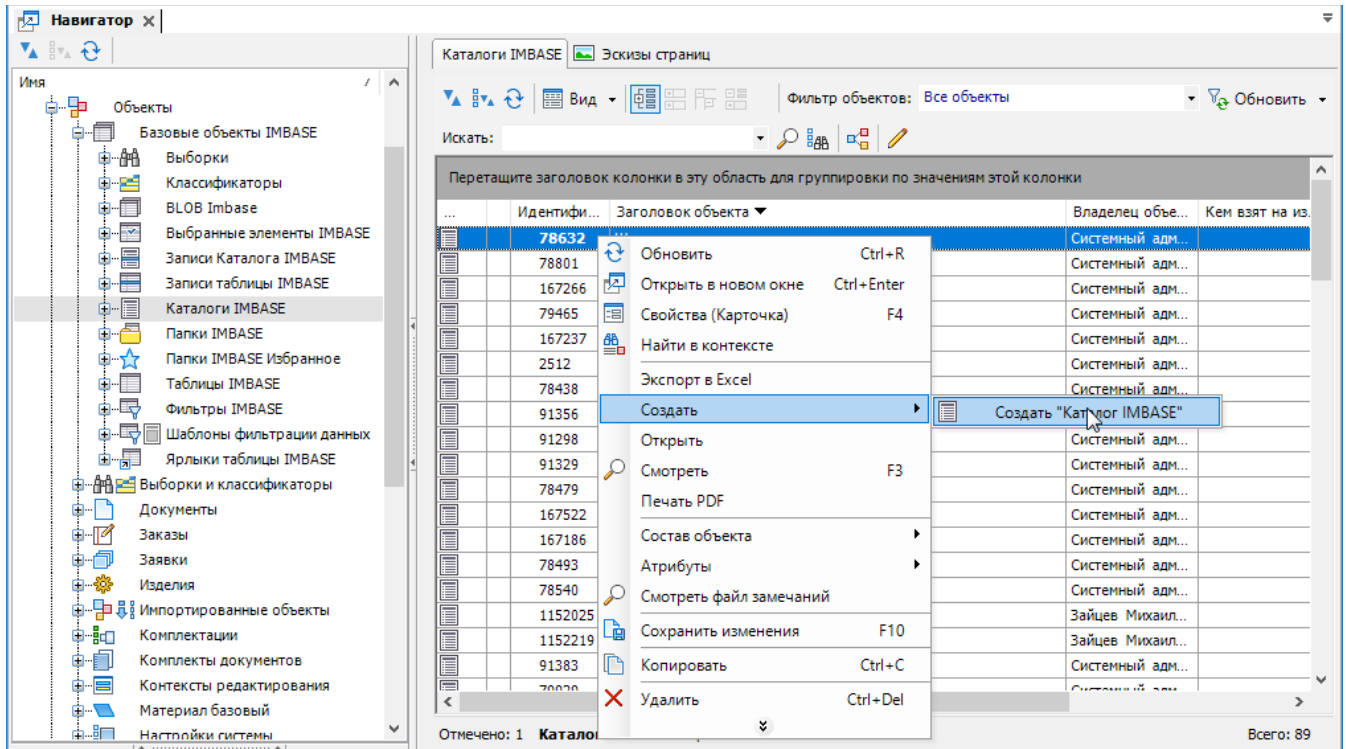 Навигатор
Имя
Объекты
Базовые объекты IMBASE
Выборки
Классификаторы
BLOB Imbase
Выбранные элементы IMBASE
Записи Каталога IMBASE
Записи таблицы IMBASE
Каталоги IMBASE
Папки IMBASE
Папки IMBASE Избранное
Таблицы IMBASE
Фильтры IMBASE
Шаблоны фильтрации данных
Ярлыки таблицы IMBASE
Выборки и классификаторы
Документы
Заказы
Заявки
Изделия
Импортированные объекты
Комплектации
Комплекты документов
Контексты редактирования
Материал базовый
Настройки системы
Каталоги IMBASE Эскизы страниц
Вид Фильтр объектов: Все объекты Обновить
Искать:
Перетащите заголовок колонки в эту область для группировки по значениям этой колонки
... Идентифи... Заголовок объекта Владелец объе... Кем взят на из.
78632 ... Системный адм...
78801 Системный адм...
167266 Системный адм...
79465 Системный адм...
167237 Системный адм...
2512 Системный адм...
78438 Системный адм...
91356
91298 Системный адм...
91329 Системный адм...
78479 Системный адм...
167522 Системный адм...
167186 Системный адм...
78493 Системный адм...
78540 Системный адм...
1152025 Зайцев Михаил...
1152219 Зайцев Михаил...
91383 Системный адм...
Обновить Ctrl+R
Открыть в новом окне Ctrl+Enter
Свойства (Карточка) F4
Найти в контексте
Экспорт в Excel
Создать
Создать "Каталог IMBASE"
Открыть
Смотреть F3
Печать PDF
Состав объекта
Атрибуты
Смотреть файл замечаний
Сохранить изменения F10
Копировать Ctrl+C
Удалить Ctrl+Del
Отмечено: 1 Катало Всего: 89